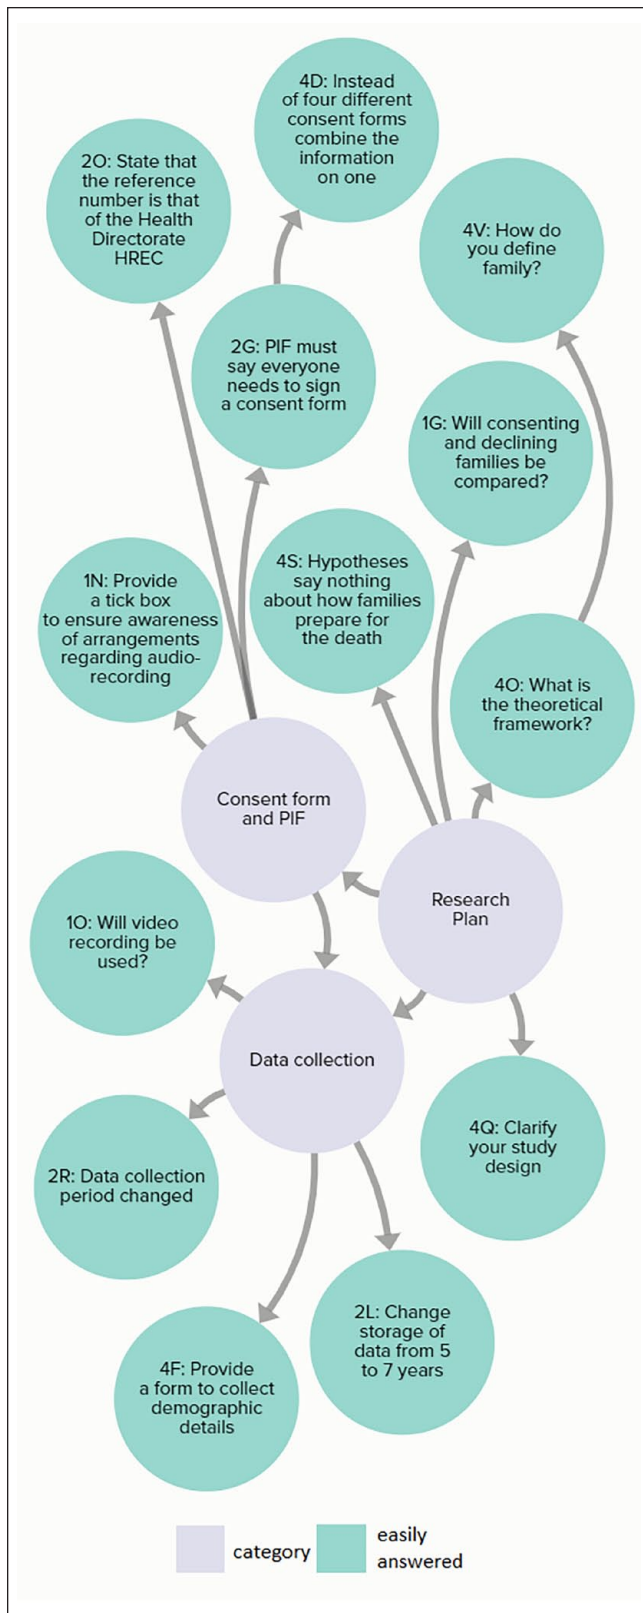 4D: Instead
of four different
consent forms
combine the
information
on one
2O: State that
the reference
number is that
of the Health
Directorate
HREC
4V: How do
you define
family?
2G: PIF must
say everyone
needs to sign
a consent form
1G: Will consenting
and declining
families be
compared?
4S: Hypotheses
say nothing
about how families
prepare for
the death
1N: Provide
a tick box
to ensure awareness
of arrangements
regarding audio-
recording
4O: What is
the theoretical
framework?
Consent form
and PIF
Research
Plan
1O: Will video
recording be
used?
Data collection
4Q: Clarify
your study
design
2R: Data collection
period changed
2L: Change
storage of
data from 5
to 7 years
4F: Provide
a form to collect
demographic
details
category
easily
answered